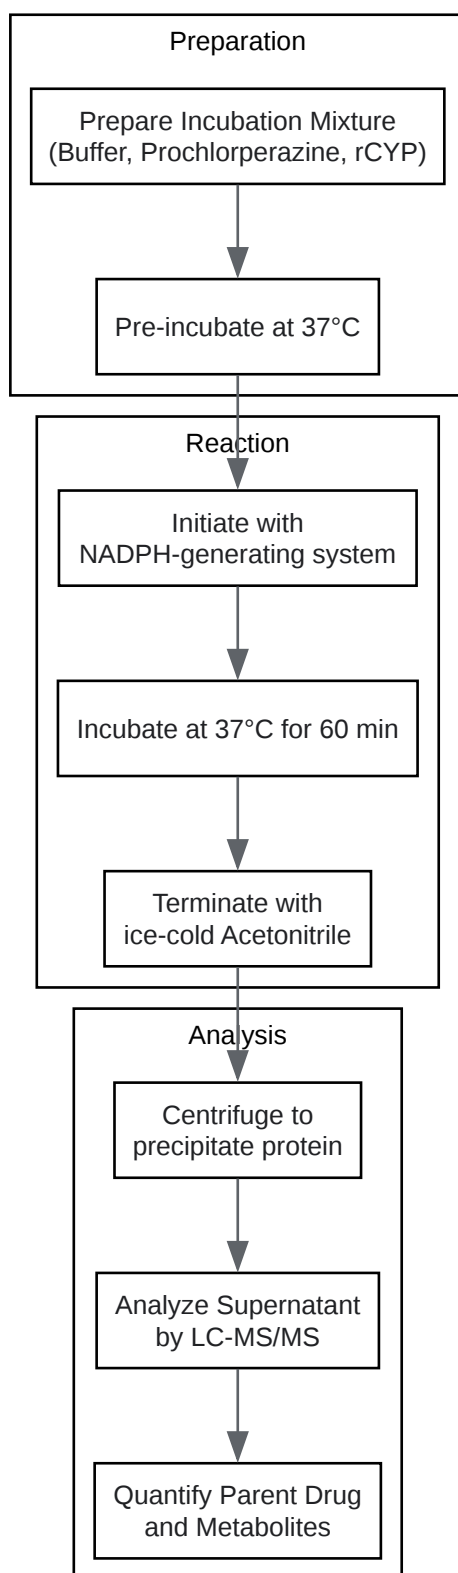 Preparation
Prepare Incubation Mixture
(Buffer, Prochlorperazine, rCYP)
Pre-incubate at 37°C
Reaction
Initiate with
NADPH-generating system
Incubate at 37°C for 60 min
Terminate with
ice-cold Acetonitrile
Analysis
Centrifuge to
precipitate protein
Analyze Supernatant
by LC-MS/MS
Quantify Parent Drug
and Metabolites